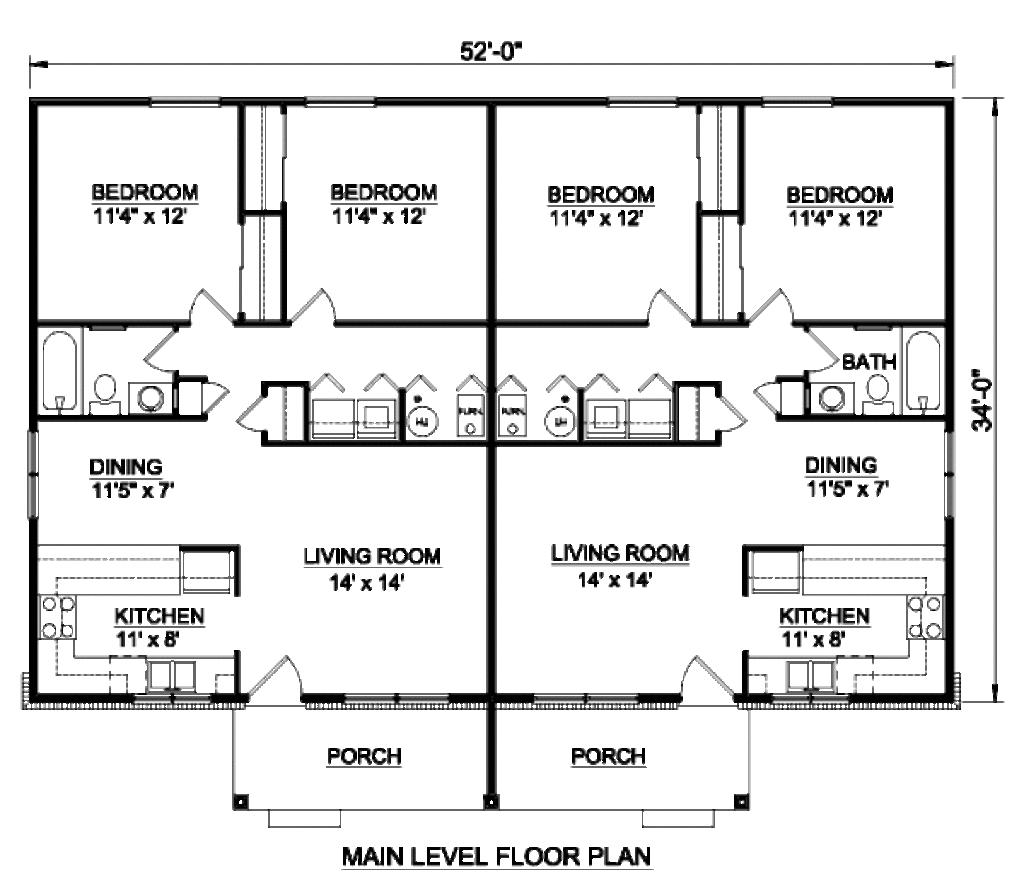 52'-0"
BEDROOM
11'4" x 12'
BEDROOM
11'4" x 12'
BEDROOM
11'4" x 12'
BEDROOM
11'4" x 12'
BATH
34'-0"
FURN.
FURN.
DINING
11'5" x 7'
DINING
11'5" x 7'
LIVING ROOM
14' x 14'
LIVING ROOM
14' x 14'
KITCHEN
11' x 8'
KITCHEN
11' x 8'
PORCH
PORCH
MAIN LEVEL FLOOR PLAN